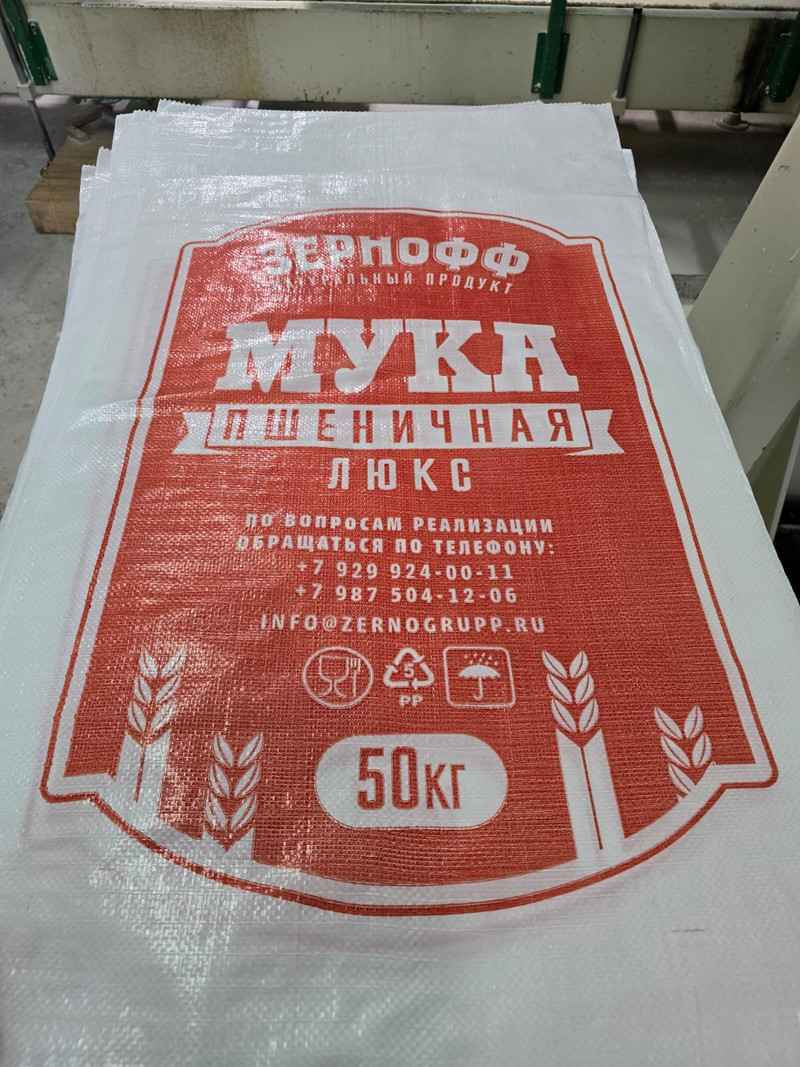 ЗЕРНОФФ
НАТУРАЛЬНЫЙ ПРОДУКТ
МУКА
ПШЕНИЧНАЯ
ЛЮКС
ПО ВОПРОСАМ РЕАЛИЗАЦИИ
ОБРАЩАТЬСЯ ПО ТЕЛЕФОНУ:
+7 929 924-00-11
+7 987 504-12-06
INFO@ZERNOGRUPP.RU
5
PP
50КГ